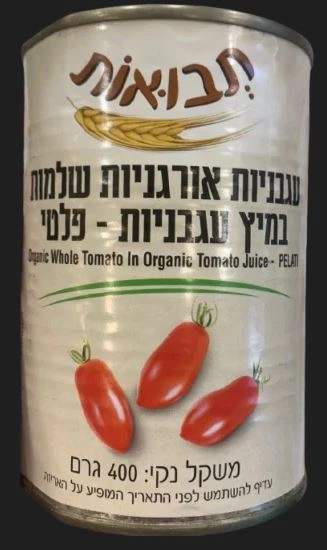 תבואות
עגבניות אורגניות שלמות
במיץ עגבניות - פלטי
Organic Whole Tomato In Organic Tomato Juice - PELATI
משקל נקי: 400 גרם
עדיף להשתמש לפני התאריך המופיע על האריזה